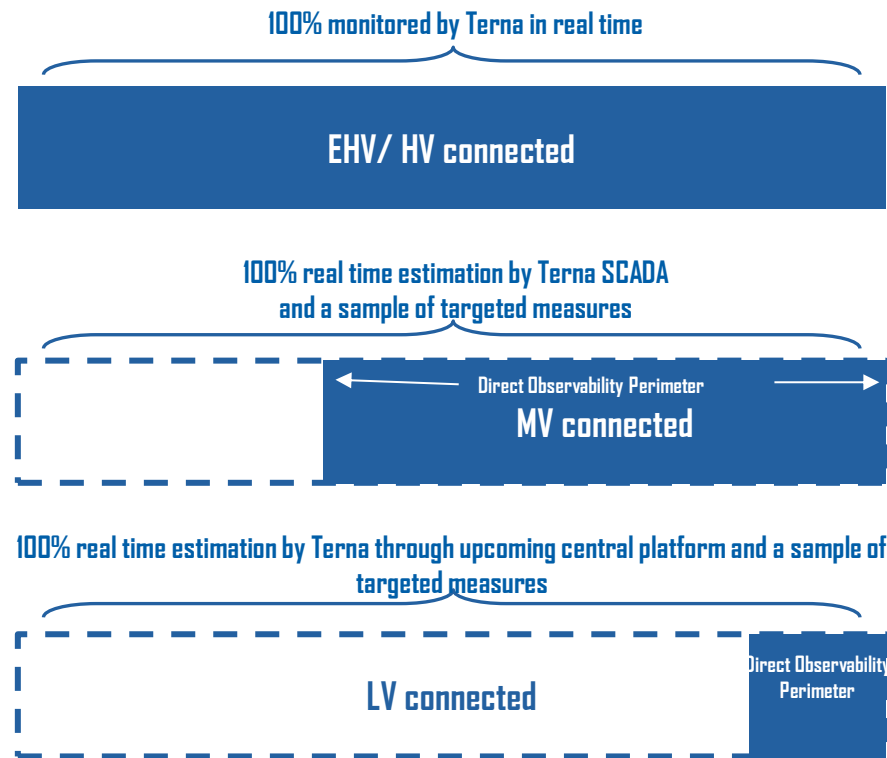 100% monitored by Terna in real time
EHV/ HV connected
100% real time estimation by Terna SCADA
and a sample of targeted measures
Direct Observability Perimeter
MV connected
100% real time estimation by Terna through upcoming central platform and a sample of
targeted measures
LV connected
Direct Observability
Perimeter